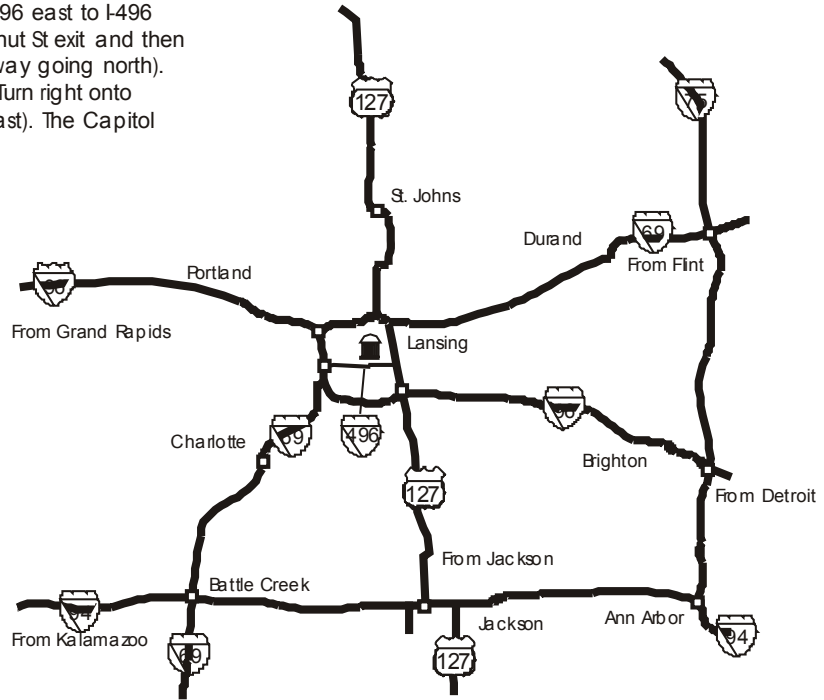 96 east to I-496
nut St exit and then
way going north).
Turn right onto
ast). The Capitol
127
75
St. Johns
69
Durand
From Flint
Portland
96
From Grand Rapids
Lansing
96
Charlotte
69
496
Brighton
From Detroit
127
From Jackson
Battle Creek
94
From Kalamazoo
Jackson
Ann Arbor
94
69
127